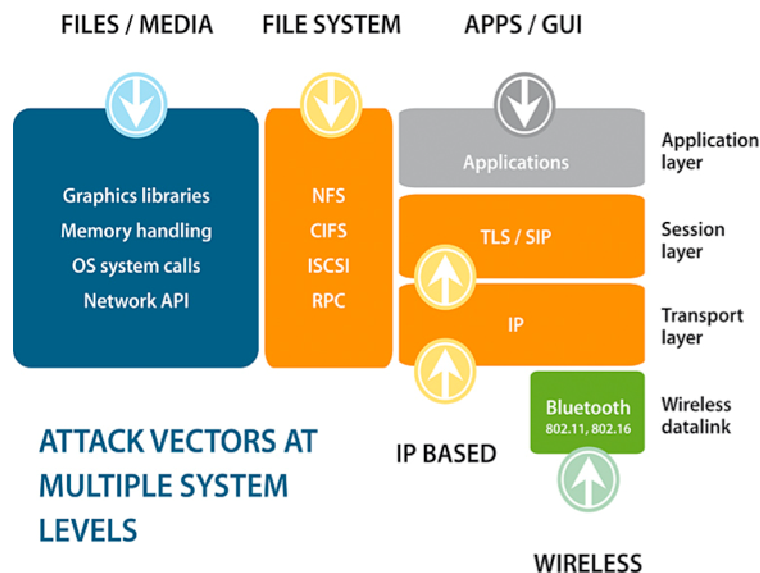 FILES / MEDIA
FILE SYSTEM
APPS / GUI
Graphics libraries
Memory handling
OS system calls
Network API
NFS
CIFS
ISCSI
RPC
Applications
Application
layer
TLS / SIP
Session
layer
IP
Transport
layer
Bluetooth
802.11, 802.16
Wireless
datalink
ATTACK VECTORS AT
MULTIPLE SYSTEM
LEVELS
IP BASED
WIRELESS